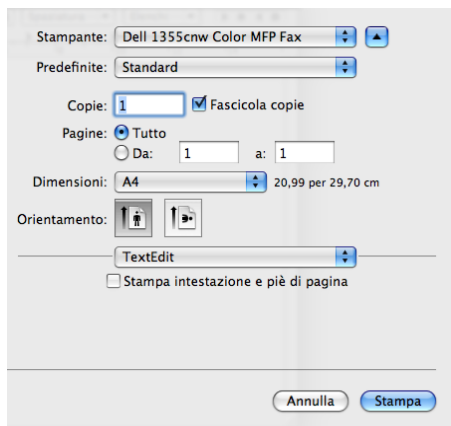 Stampante: Dell 1355cnw Color MFP Fax
Predefinite: Standard
Copie: 1 Fascicola copie
Pagine: Tutto
Da: 1 a: 1
Dimensioni: A4 20,99 per 29,70 cm
Orientamento:
TextEdit
Stampa intestazione e piè di pagina
Annulla Stampa